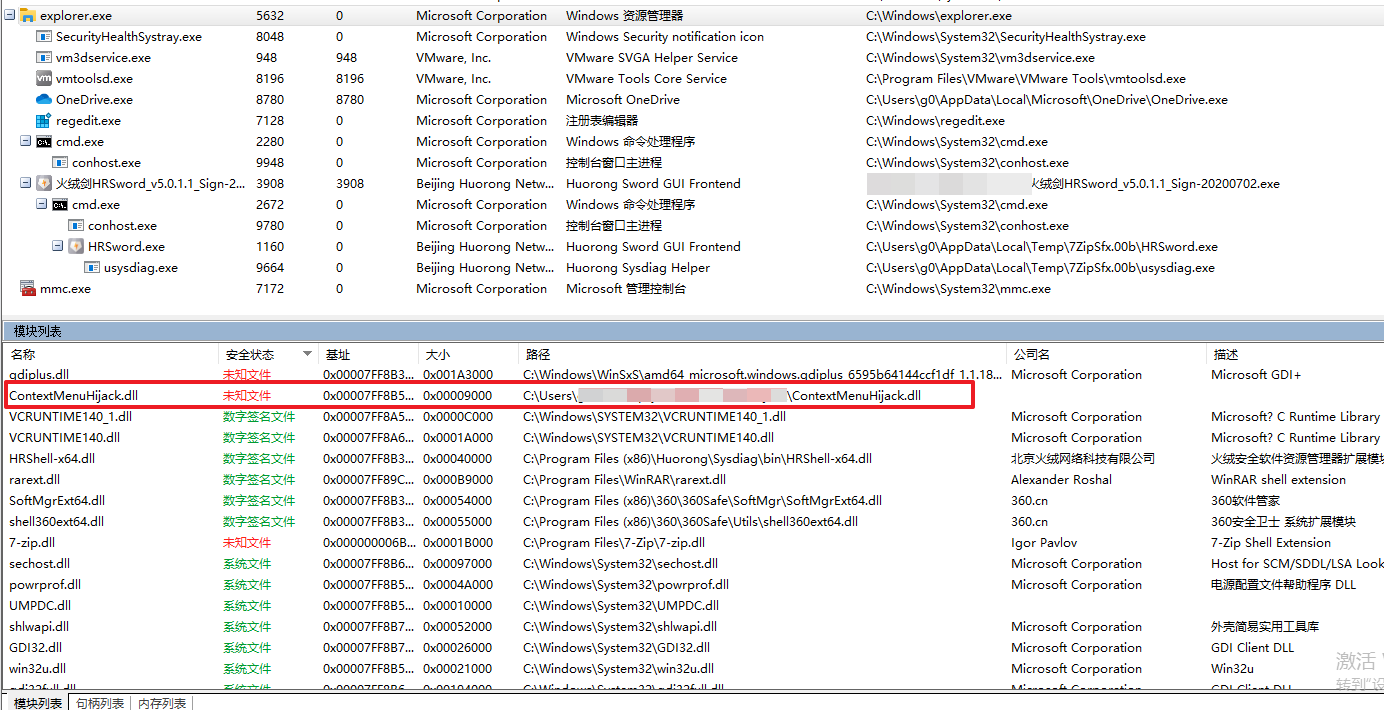 explorer.exe 5632 0 Microsoft Corporation Windows 资源管理器 C:\Windows\explorer.exe
SecurityHealthSystray.exe 8048 0 Microsoft Corporation Windows Security notification icon C:\Windows\System32\SecurityHealthSystray.exe
vm3dservice.exe 948 948 VMware, Inc. VMware SVGA Helper Service C:\Windows\System32\vm3dservice.exe
vmtoolsd.exe 8196 8196 VMware, Inc. VMware Tools Core Service C:\Program Files\VMware\VMware Tools\vmtoolsd.exe
OneDrive.exe 8780 8780 Microsoft Corporation Microsoft OneDrive C:\Users\g0\AppData\Local\Microsoft\OneDrive\OneDrive.exe
regedit.exe 7128 0 Microsoft Corporation 注册表编辑器 C:\Windows\regedit.exe
cmd.exe 2280 0 Microsoft Corporation Windows 命令处理程序 C:\Windows\System32\cmd.exe
conhost.exe 9948 0 Microsoft Corporation 控制台窗口主进程 C:\Windows\System32\conhost.exe
火绒剑HRSword_v5.0.1.1_Sign-2... 3908 3908 Beijing Huorong Netw... Huorong Sword GUI Frontend 火绒剑HRSword_v5.0.1.1_Sign-20200702.exe
cmd.exe 2672 0 Microsoft Corporation Windows 命令处理程序 C:\Windows\System32\cmd.exe
conhost.exe 9780 0 Microsoft Corporation 控制台窗口主进程 C:\Windows\System32\conhost.exe
HRSword.exe 1160 0 Beijing Huorong Netw... Huorong Sword GUI Frontend C:\Users\g0\AppData\Local\Temp\7ZipSfx.00b\HRSword.exe
usysdiag.exe 9664 0 Beijing Huorong Netw... Huorong Sysdiag Helper C:\Users\g0\AppData\Local\Temp\7ZipSfx.00b\usysdiag.exe
mmc.exe 7172 0 Microsoft Corporation Microsoft 管理控制台 C:\Windows\System32\mmc.exe
模块列表
名称 安全状态 基址 大小 路径 公司名 描述
gdiplus.dll 未知文件 0x00007FF8B3... 0x001A3000 C:\Windows\WinSxS\amd64_microsoft.windows.gdiplus_6595b64144ccf1df_1.1.18... Microsoft Corporation Microsoft GDI+
ContextMenuHijack.dll 未知文件 0x00007FF8B5... 0x00009000 C:\Users\ \ContextMenuHijack.dll
VCRUNTIME140_1.dll 数字签名文件 0x00007FF8A5... 0x0000C000 C:\Windows\SYSTEM32\VCRUNTIME140_1.dll Microsoft Corporation Microsoft? C Runtime Library
VCRUNTIME140.dll 数字签名文件 0x00007FF8A6... 0x0001A000 C:\Windows\SYSTEM32\VCRUNTIME140.dll Microsoft Corporation Microsoft? C Runtime Library
HRShell-x64.dll 数字签名文件 0x00007FF8B3... 0x00040000 C:\Program Files (x86)\Huorong\Sysdiag\bin\HRShell-x64.dll 北京火绒网络科技有限公司 火绒安全软件资源管理器扩展模块
rarext.dll 数字签名文件 0x00007FF89C... 0x000B9000 C:\Program Files\WinRAR\rarext.dll Alexander Roshal WinRAR shell extension
SoftMgrExt64.dll 数字签名文件 0x00007FF8B3... 0x00054000 C:\Program Files (x86)\360\360Safe\SoftMgr\SoftMgrExt64.dll 360.cn 360软件管家
shell360ext64.dll 数字签名文件 0x00007FF8B3... 0x00055000 C:\Program Files (x86)\360\360Safe\Utils\shell360ext64.dll 360.cn 360安全卫士 系统扩展模块
7-zip.dll 未知文件 0x000000006B... 0x0001B000 C:\Program Files\7-Zip\7-zip.dll Igor Pavlov 7-Zip Shell Extension
sechost.dll 系统文件 0x00007FF8B6... 0x00097000 C:\Windows\System32\sechost.dll Microsoft Corporation Host for SCM/SDDL/LSA Look
powrprof.dll 系统文件 0x00007FF8B5... 0x0004A000 C:\Windows\System32\powrprof.dll Microsoft Corporation 电源配置文件帮助程序 DLL
UMPDC.dll 系统文件 0x00007FF8B5... 0x00010000 C:\Windows\System32\UMPDC.dll
shlwapi.dll 系统文件 0x00007FF8B7... 0x00052000 C:\Windows\System32\shlwapi.dll Microsoft Corporation 外壳简易实用工具库
GDI32.dll 系统文件 0x00007FF8B7... 0x00026000 C:\Windows\System32\GDI32.dll Microsoft Corporation GDI Client DLL
win32u.dll 系统文件 0x00007FF8B5... 0x00021000 C:\Windows\System32\win32u.dll Microsoft Corporation Win32u
gdi32full.dll 系统文件 0x00007FF8B6... 0x00104000 C:\Windows\System32\gdi32full.dll Microsoft Corporation GDI Client DLL
激活
转到"设
模块列表 句柄列表 内存列表